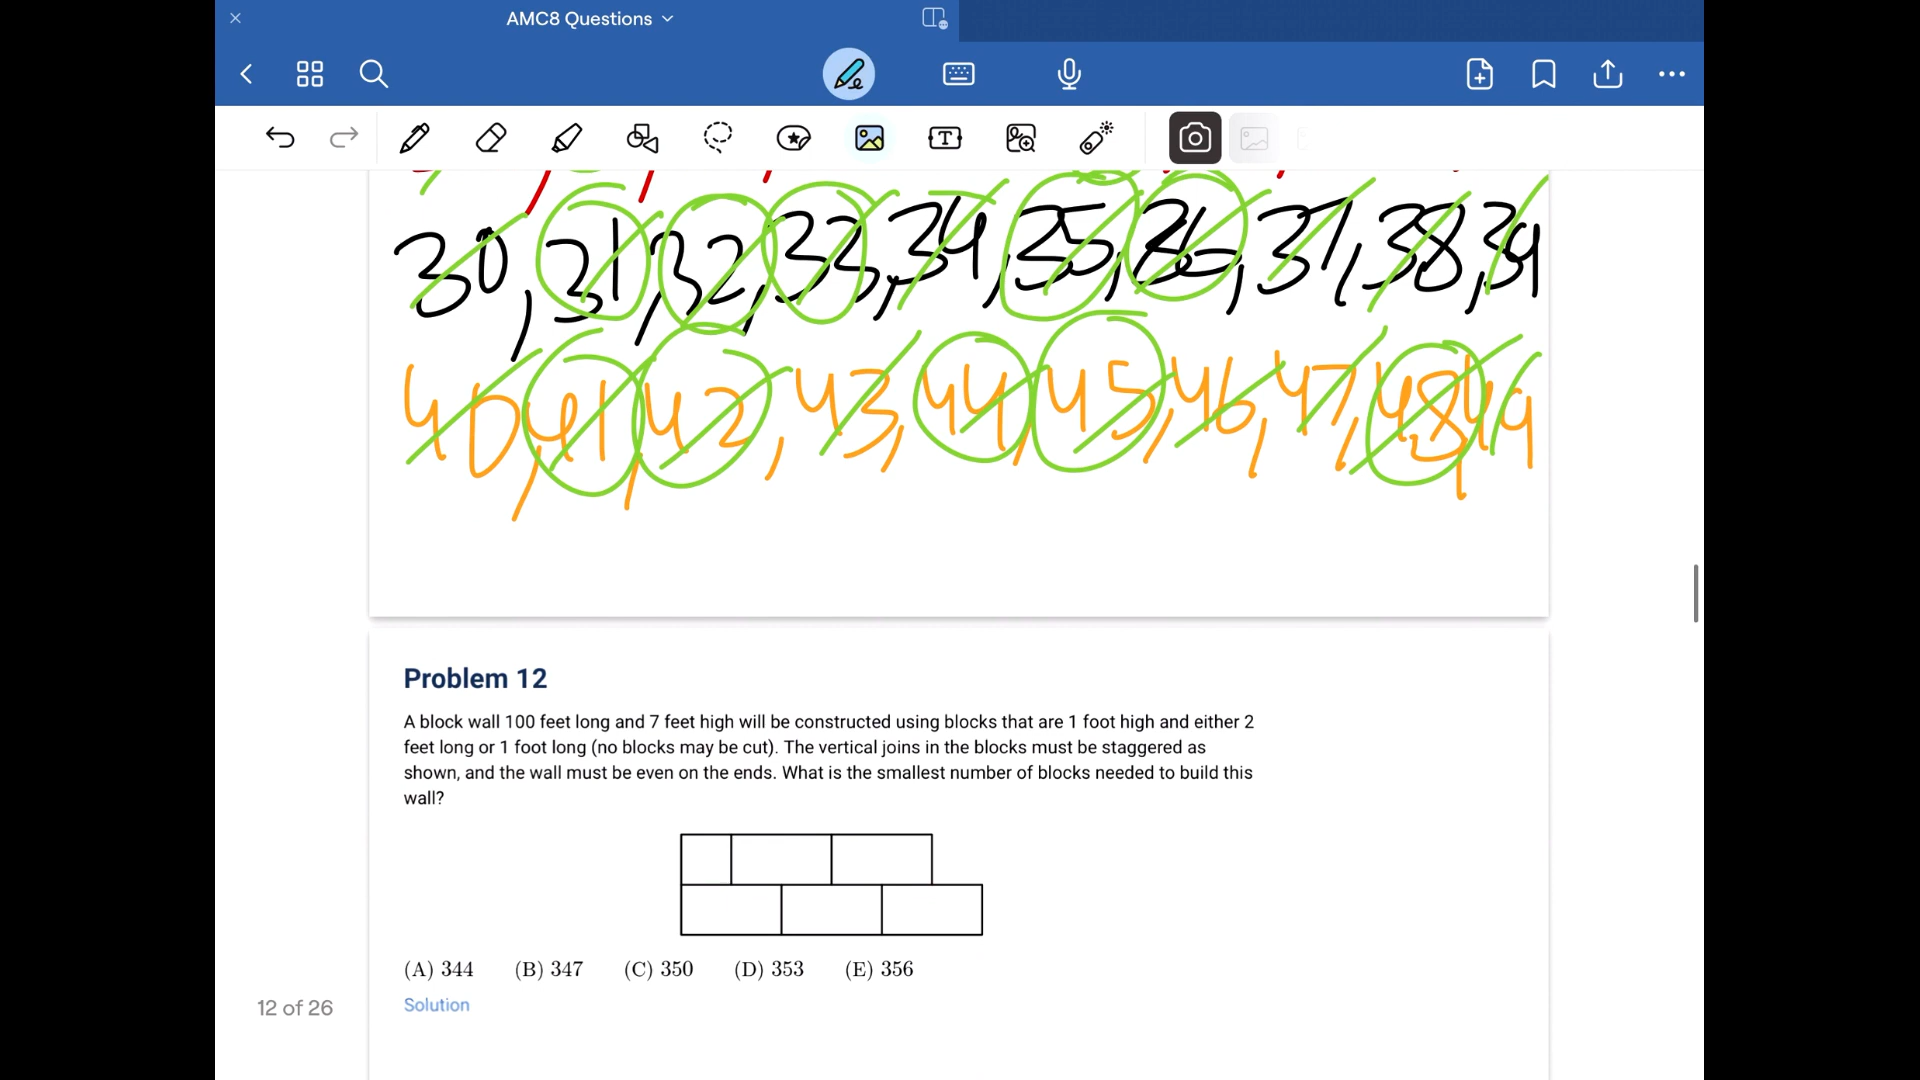 AMC8 Questions
30, 31, 32, 33, 34, 35, 36, 37, 38, 39
40, 41, 42, 43, 44, 45, 46, 47, 48, 49
Problem 12
A block wall 100 feet long and 7 feet high will be constructed using blocks that are 1 foot high and either 2
feet long or 1 foot long (no blocks may be cut). The vertical joins in the blocks must be staggered as
shown, and the wall must be even on the ends. What is the smallest number of blocks needed to build this
wall?
(A) 344 (B) 347 (C) 350 (D) 353 (E) 356
12 of 26
Solution